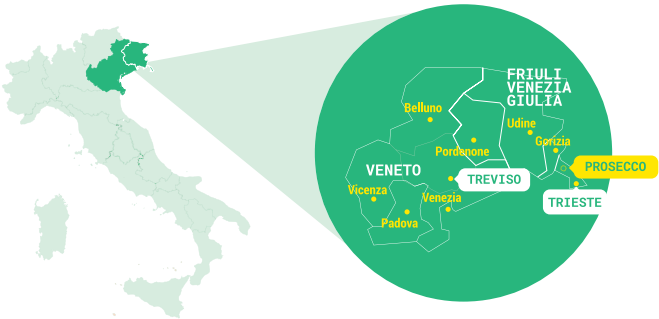 FRIULI
VENEZIA
GIULIA
Belluno
Udine
Gorizia
Pordenone
PROSECCO
VENETO
TREVISO
Vicenza
Venezia
TRIESTE
Padova